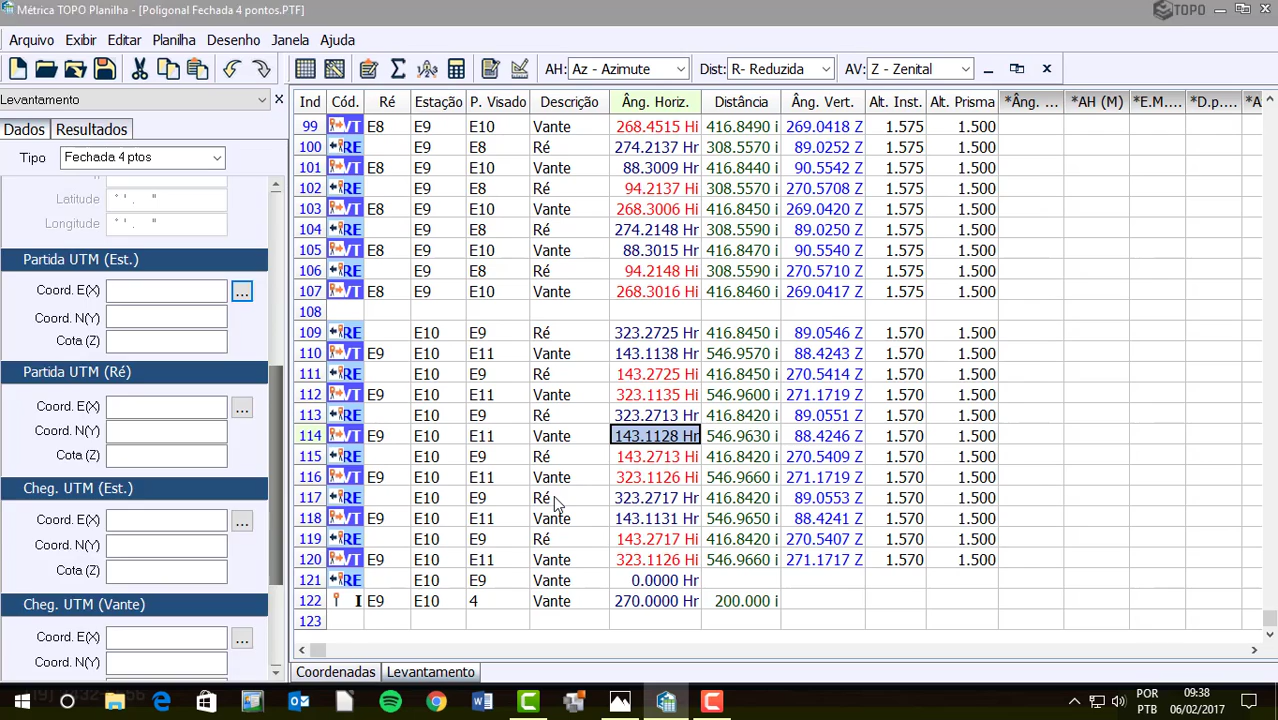 Métrica TOPO Planilha - [Poligonal Fechada 4 pontos.PTF]
TOPO
Arquivo Exibir Editar Planilha Desenho Janela Ajuda
AH: Az - Azimute Dist: R- Reduzida AV: Z - Zenital
Levantamento
Dados Resultados
Tipo Fechada 4 ptos
Latitude ° ' . "
Longitude ° ' . "
Partida UTM (Est.)
Coord. E(X) ...
Coord. N(Y)
Cota (Z)
Partida UTM (Ré)
Coord. E(X) ...
Coord. N(Y)
Cota (Z)
Cheg. UTM (Est.)
Coord. E(X) ...
Coord. N(Y)
Cota (Z)
Cheg. UTM (Vante)
Coord. E(X) ...
Coord. N(Y)
Ind Cód. Ré Estação P. Visado Descrição Âng. Horiz. Distância Âng. Vert. Alt. Inst. Alt. Prisma *Âng. ... *AH (M) *E.M.... *D.p.... *A
99 VT E8 E9 E10 Vante 268.4515 Hi 416.8490 i 269.0418 Z 1.575 1.500
100 RE E9 E8 Ré 274.2137 Hr 308.5570 i 89.0252 Z 1.575 1.500
101 VT E8 E9 E10 Vante 88.3009 Hr 416.8440 i 90.5542 Z 1.575 1.500
102 RE E9 E8 Ré 94.2137 Hi 308.5570 i 270.5708 Z 1.575 1.500
103 VT E8 E9 E10 Vante 268.3006 Hi 416.8450 i 269.0420 Z 1.575 1.500
104 RE E9 E8 Ré 274.2148 Hr 308.5590 i 89.0250 Z 1.575 1.500
105 VT E8 E9 E10 Vante 88.3015 Hr 416.8470 i 90.5540 Z 1.575 1.500
106 RE E9 E8 Ré 94.2148 Hi 308.5590 i 270.5710 Z 1.575 1.500
107 VT E8 E9 E10 Vante 268.3016 Hi 416.8460 i 269.0417 Z 1.575 1.500
108
109 RE E10 E9 Ré 323.2725 Hr 416.8450 i 89.0546 Z 1.570 1.500
110 VT E9 E10 E11 Vante 143.1138 Hr 546.9570 i 88.4243 Z 1.570 1.500
111 RE E10 E9 Ré 143.2725 Hi 416.8450 i 270.5414 Z 1.570 1.500
112 VT E9 E10 E11 Vante 323.1135 Hi 546.9600 i 271.1719 Z 1.570 1.500
113 RE E10 E9 Ré 323.2713 Hr 416.8420 i 89.0551 Z 1.570 1.500
114 VT E9 E10 E11 Vante 143.1128 Hr 546.9630 i 88.4246 Z 1.570 1.500
115 RE E10 E9 Ré 143.2713 Hi 416.8420 i 270.5409 Z 1.570 1.500
116 VT E9 E10 E11 Vante 323.1126 Hi 546.9660 i 271.1719 Z 1.570 1.500
117 RE E10 E9 Ré 323.2717 Hr 416.8420 i 89.0553 Z 1.570 1.500
118 VT E9 E10 E11 Vante 143.1131 Hr 546.9650 i 88.4241 Z 1.570 1.500
119 RE E10 E9 Ré 143.2717 Hi 416.8420 i 270.5407 Z 1.570 1.500
120 VT E9 E10 E11 Vante 323.1126 Hi 546.9660 i 271.1717 Z 1.570 1.500
121 RE E10 E9 Vante 0.0000 Hr
122 I E9 E10 4 Vante 270.0000 Hr 200.000 i
123
Coordenadas Levantamento
POR
PTB
09:38
06/02/2017